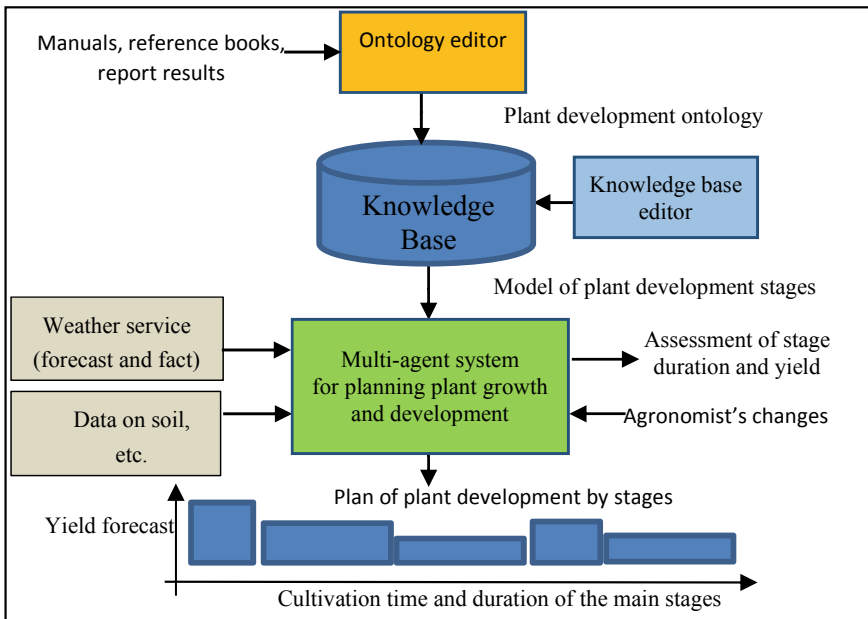 Manuals, reference books,
report results
Ontology editor
Plant development ontology
Knowledge
Base
Knowledge base
editor
Model of plant development stages
Weather service
(forecast and fact)
Multi-agent system
for planning plant growth
and development
Assessment of stage
duration and yield
Data on soil,
etc.
Agronomist's changes
Plan of plant development by stages
Yield forecast
Cultivation time and duration of the main stages